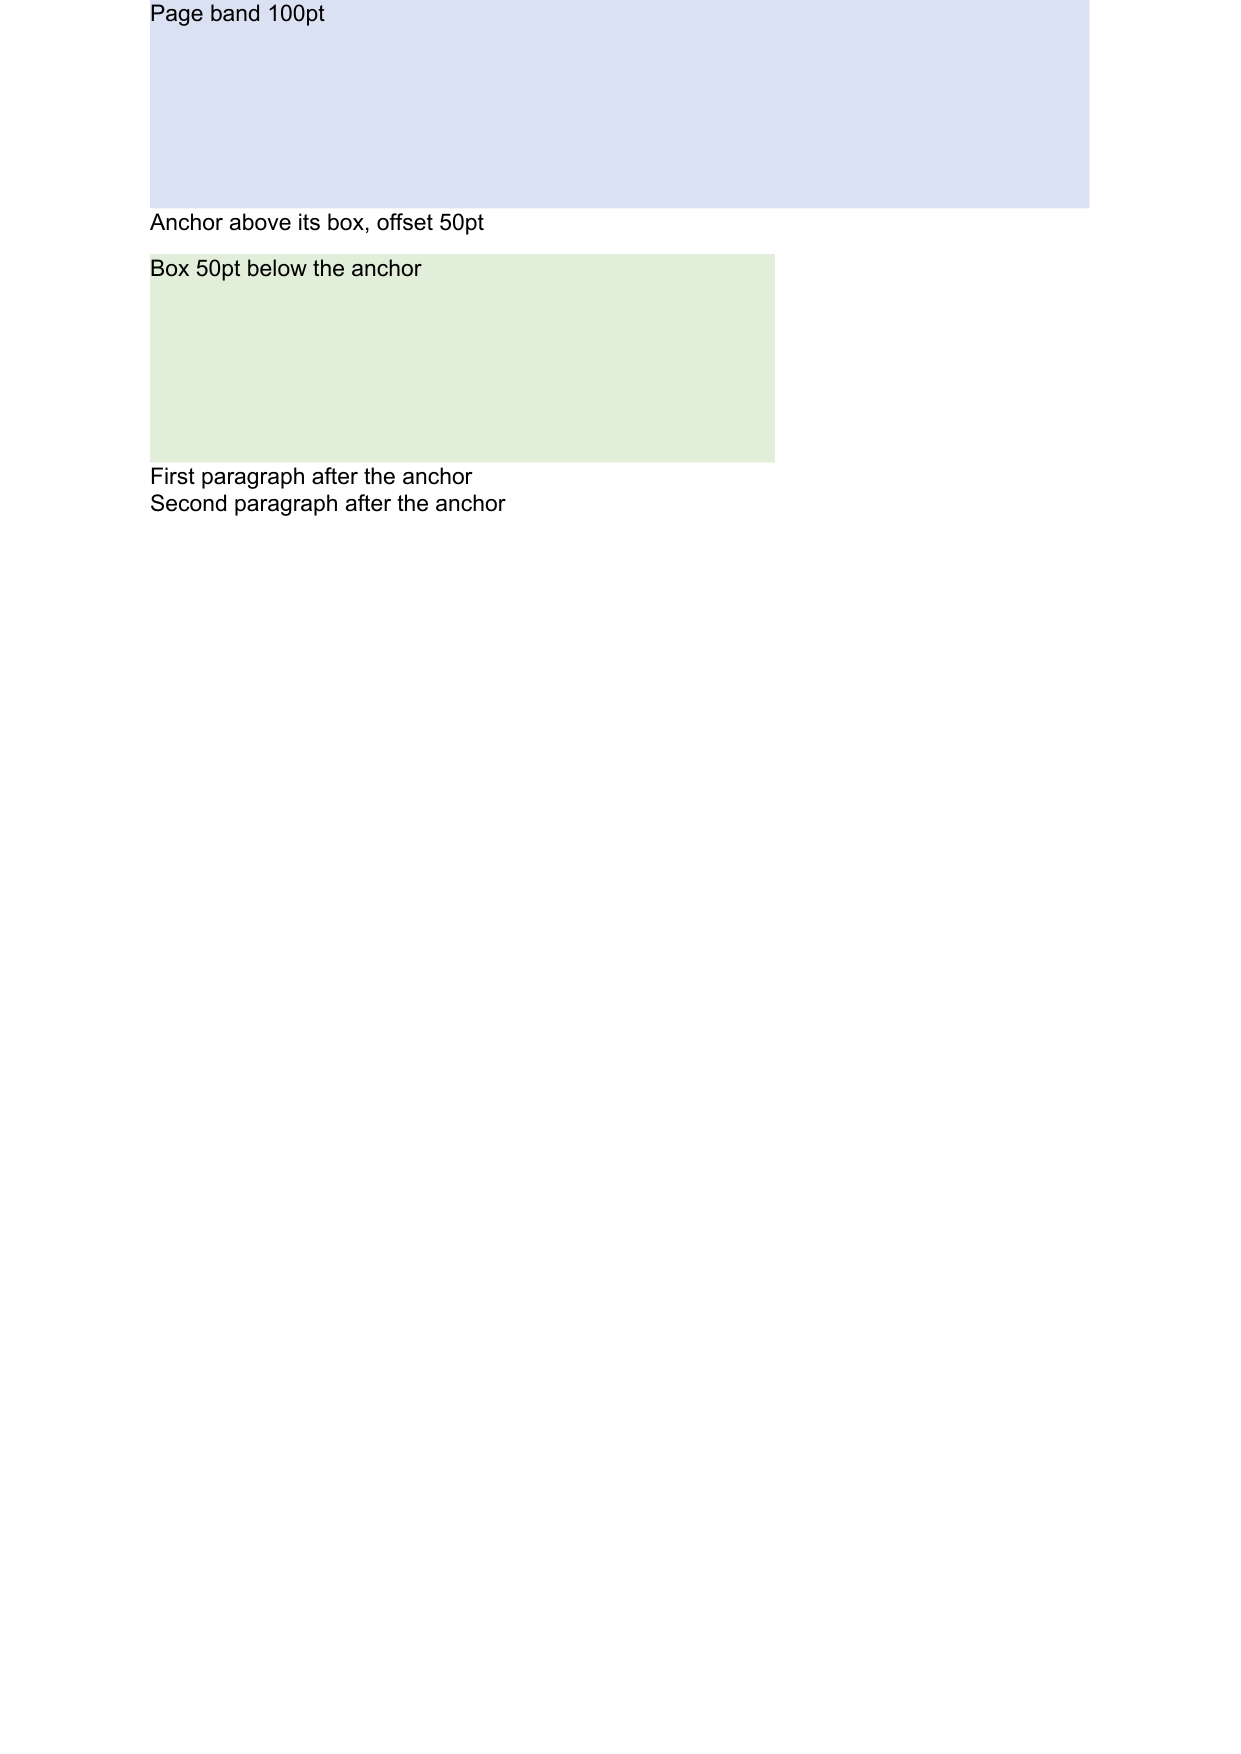 Page band 100pt
Anchor above its box, offset 50pt
Box 50pt below the anchor
First paragraph after the anchor
Second paragraph after the anchor